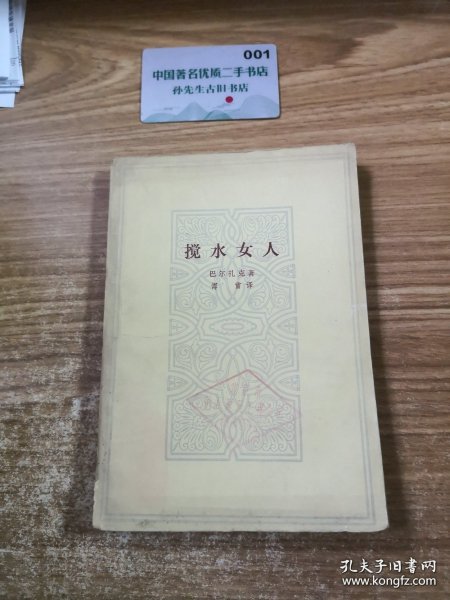 001
中国著名优质二手书店
孙先生古旧书店
搅水女人
巴尔扎克著
傅雷译
孔夫子旧书网
www.kongfz.com